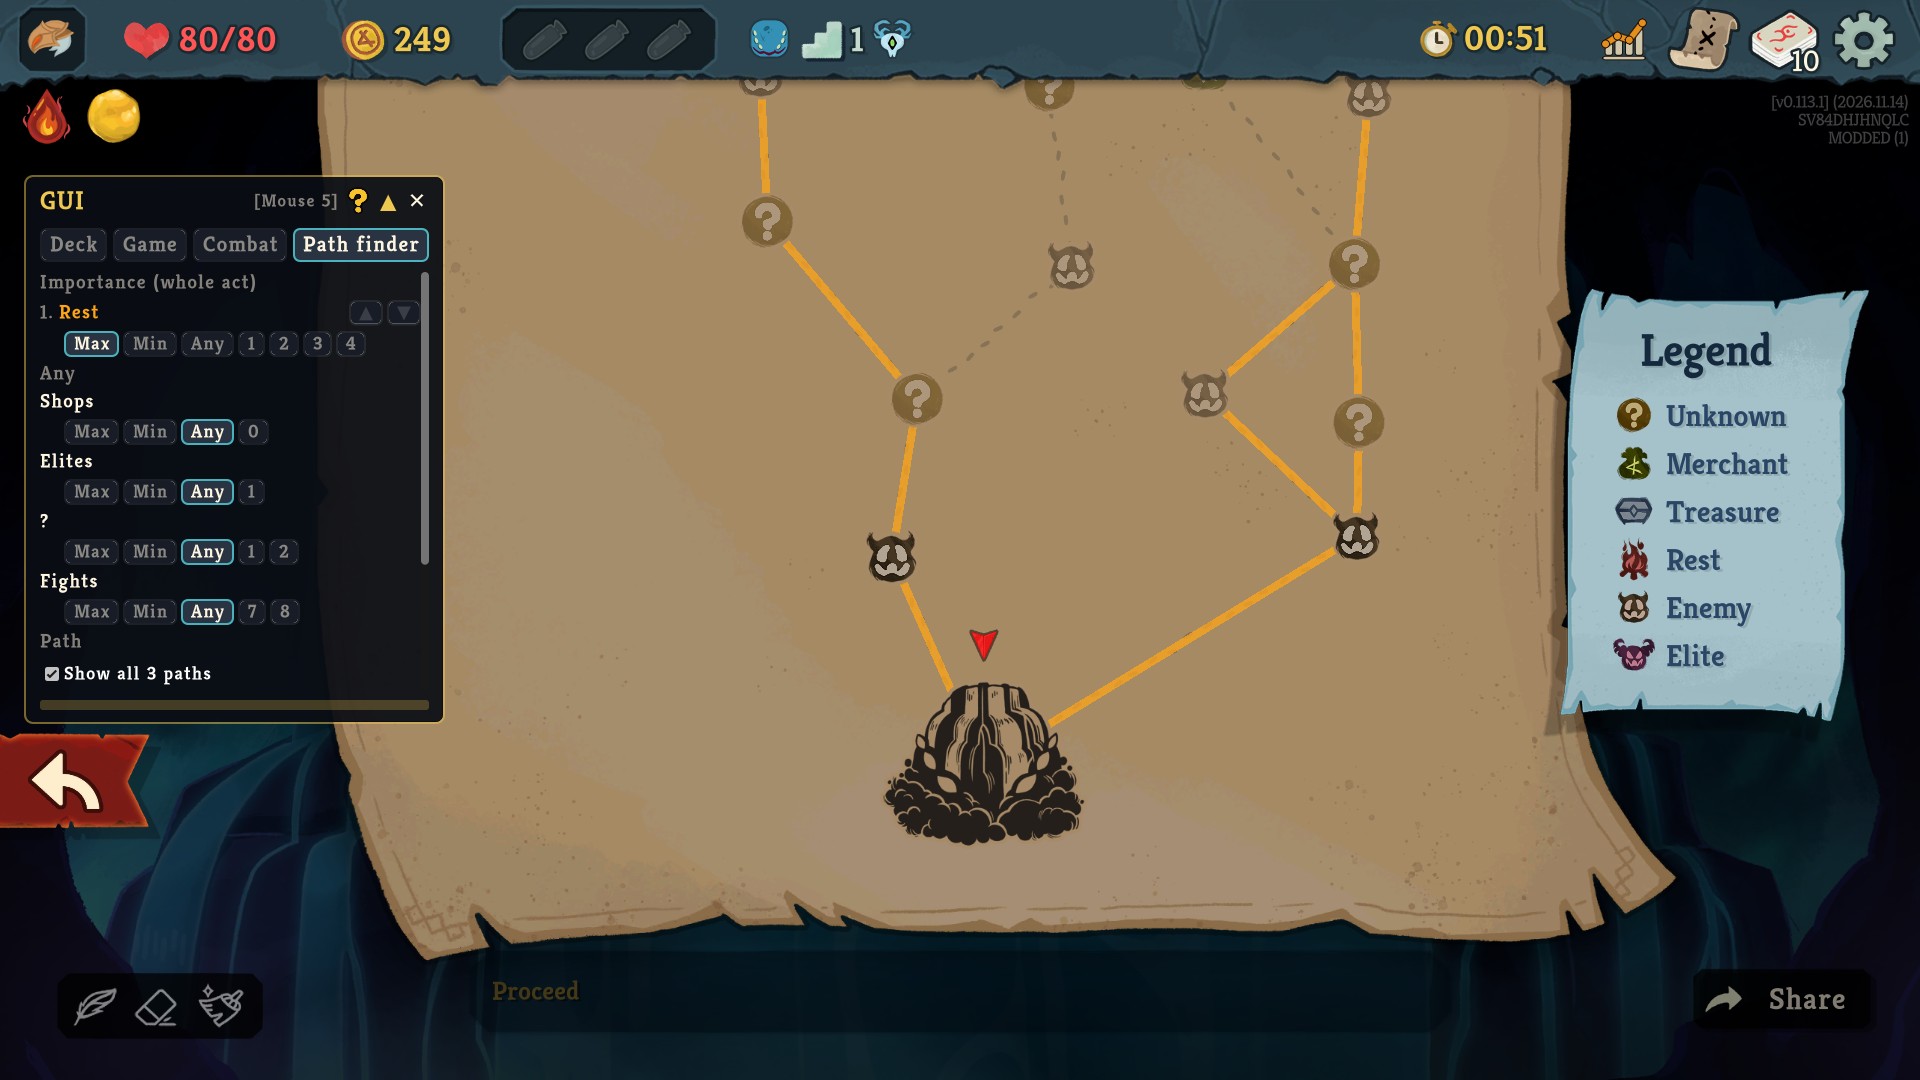 80/80
249
1
00:51
10
[v0.113.1] (2026.11.14)
SV84DHJHNQLC
MODDED (1)
GUI
[Mouse 5] ? ▲ ×
Deck Game Combat Path finder
Importance (whole act)
1. Rest ▲ ▼
Max Min Any 1 2 3 4
Any
Shops
Max Min Any 0
Elites
Max Min Any 1
?
Max Min Any 1 2
Fights
Max Min Any 7 8
Path
Show all 3 paths
Legend
Unknown
Merchant
Treasure
Rest
Enemy
Elite
Proceed
Share